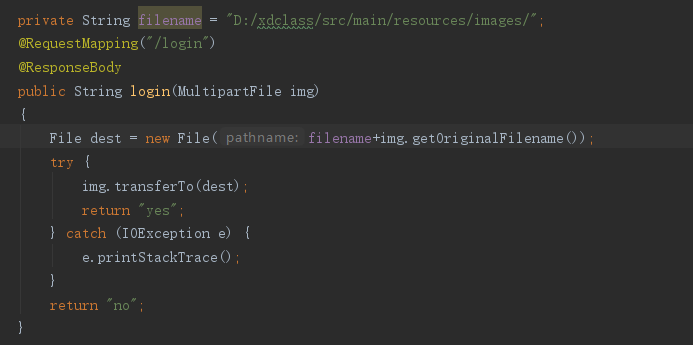 private String filename = "D:/xdclass/src/main/resources/images/";
@RequestMapping("/login")
@ResponseBody
public String login(MultipartFile img)
{
    File dest = new File( pathname: filename+img.getOriginalFilename());
    try {
        img.transferTo(dest);
        return "yes";
    } catch (IOException e) {
        e.printStackTrace();
    }
    return "no";
}